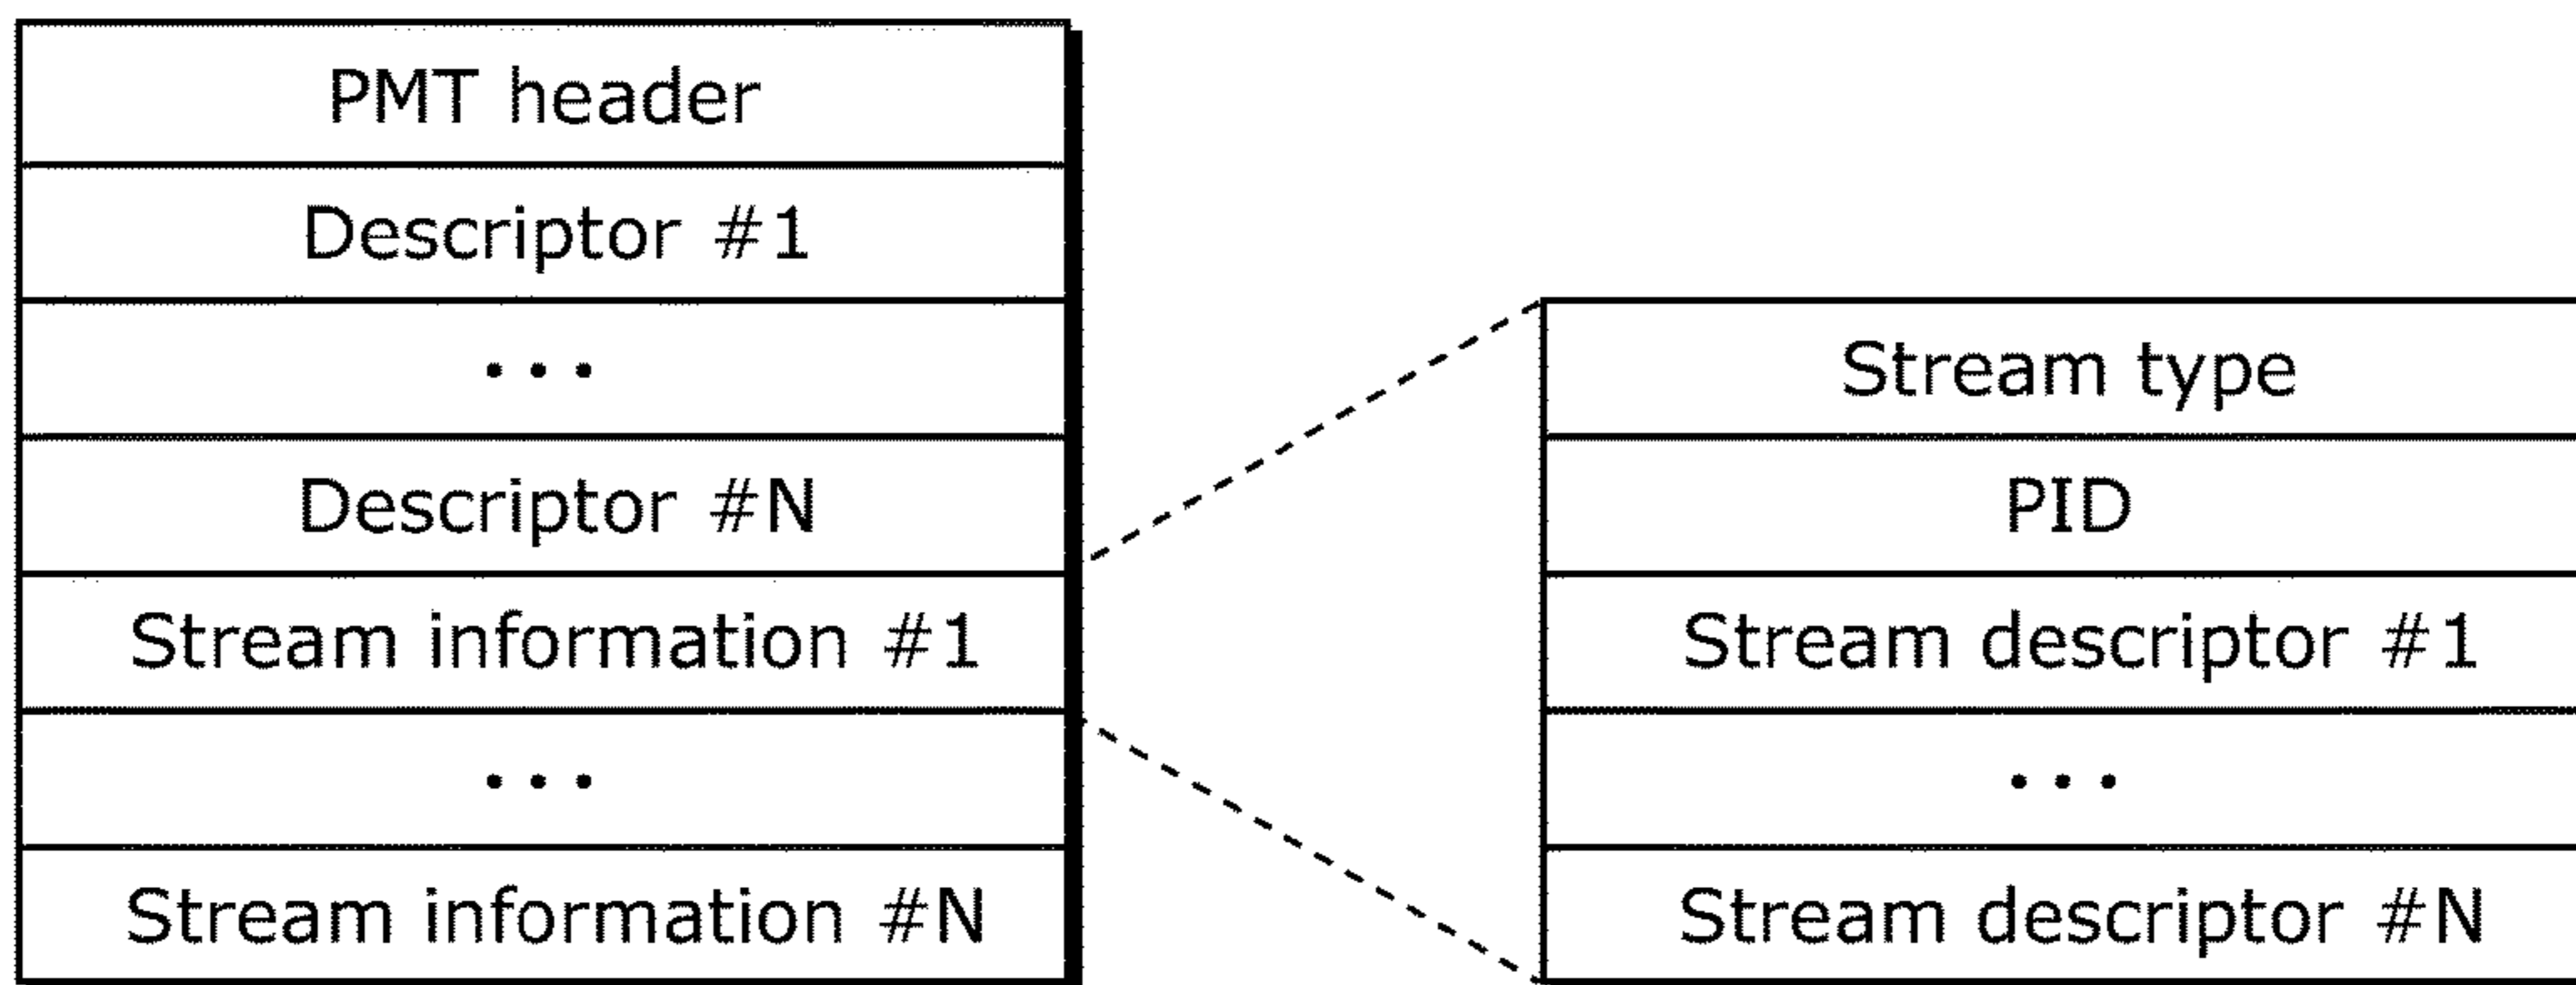 PMT header
Descriptor #1
...
Descriptor #N
Stream information #1
...
Stream information #N
Stream type
PID
Stream descriptor #1
...
Stream descriptor #N